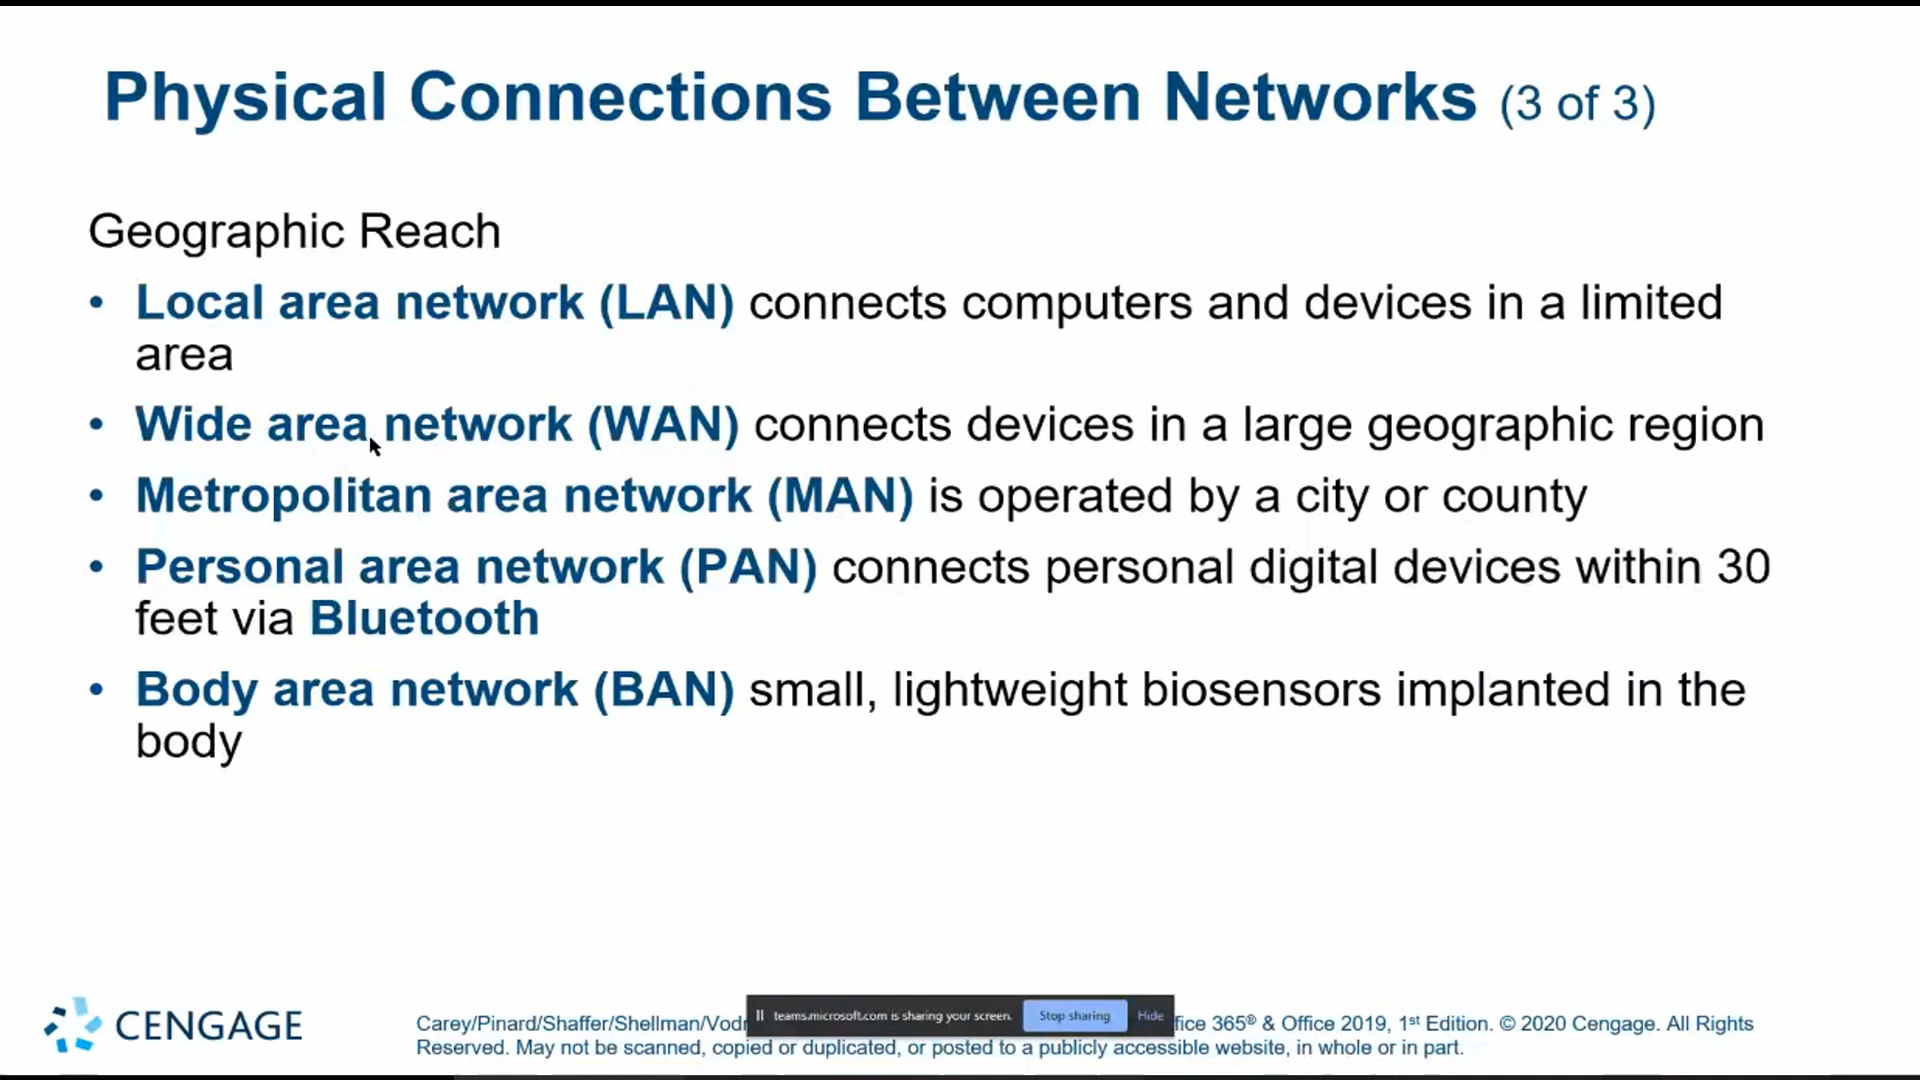 Physical Connections Between Networks (3 of 3)
Geographic Reach
• Local area network (LAN) connects computers and devices in a limited
area
• Wide area network (WAN) connects devices in a large geographic region
• Metropolitan area network (MAN) is operated by a city or county
• Personal area network (PAN) connects personal digital devices within 30
feet via Bluetooth
• Body area network (BAN) small, lightweight biosensors implanted in the
body
CENGAGE
Carey/Pinard/Shaffer/Shellman/Vodr
teams.microsoft.com is sharing your screen. Stop sharing Hide
fice 365® & Office 2019, 1st Edition. © 2020 Cengage. All Rights
Reserved. May not be scanned, copied or duplicated, or posted to a publicly accessible website, in whole or in part.